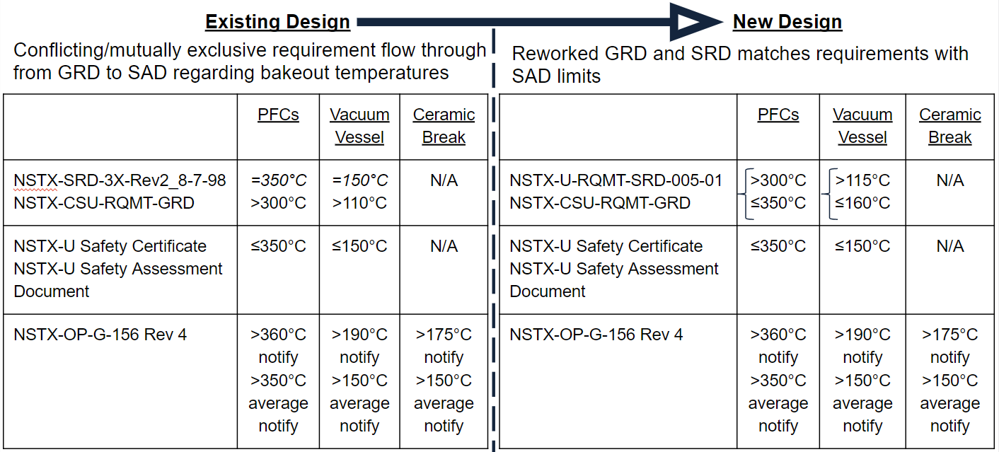 Existing Design
New Design
Conflicting/mutually exclusive requirement flow through
from GRD to SAD regarding bakeout temperatures
Reworked GRD and SRD matches requirements with
SAD limits
PFCs
Vacuum
Vessel
Ceramic
Break
NSTX-SRD-3X-Rev2_8-7-98
NSTX-CSU-RQMT-GRD
=350°C
>300°C
=150°C
>110°C
N/A
NSTX-U Safety Certificate
NSTX-U Safety Assessment
Document
≤350°C
≤150°C
N/A
NSTX-OP-G-156 Rev 4
>360°C
notify
>350°C
average
notify
>190°C
notify
>150°C
average
notify
>175°C
notify
>150°C
average
notify
PFCs
Vacuum
Vessel
Ceramic
Break
NSTX-U-RQMT-SRD-005-01
NSTX-CSU-RQMT-GRD
>300°C
≤350°C
>115°C
≤160°C
N/A
NSTX-U Safety Certificate
NSTX-U Safety Assessment
Document
≤350°C
≤150°C
N/A
NSTX-OP-G-156 Rev 4
>360°C
notify
>350°C
average
notify
>190°C
notify
>150°C
average
notify
>175°C
notify
>150°C
average
notify